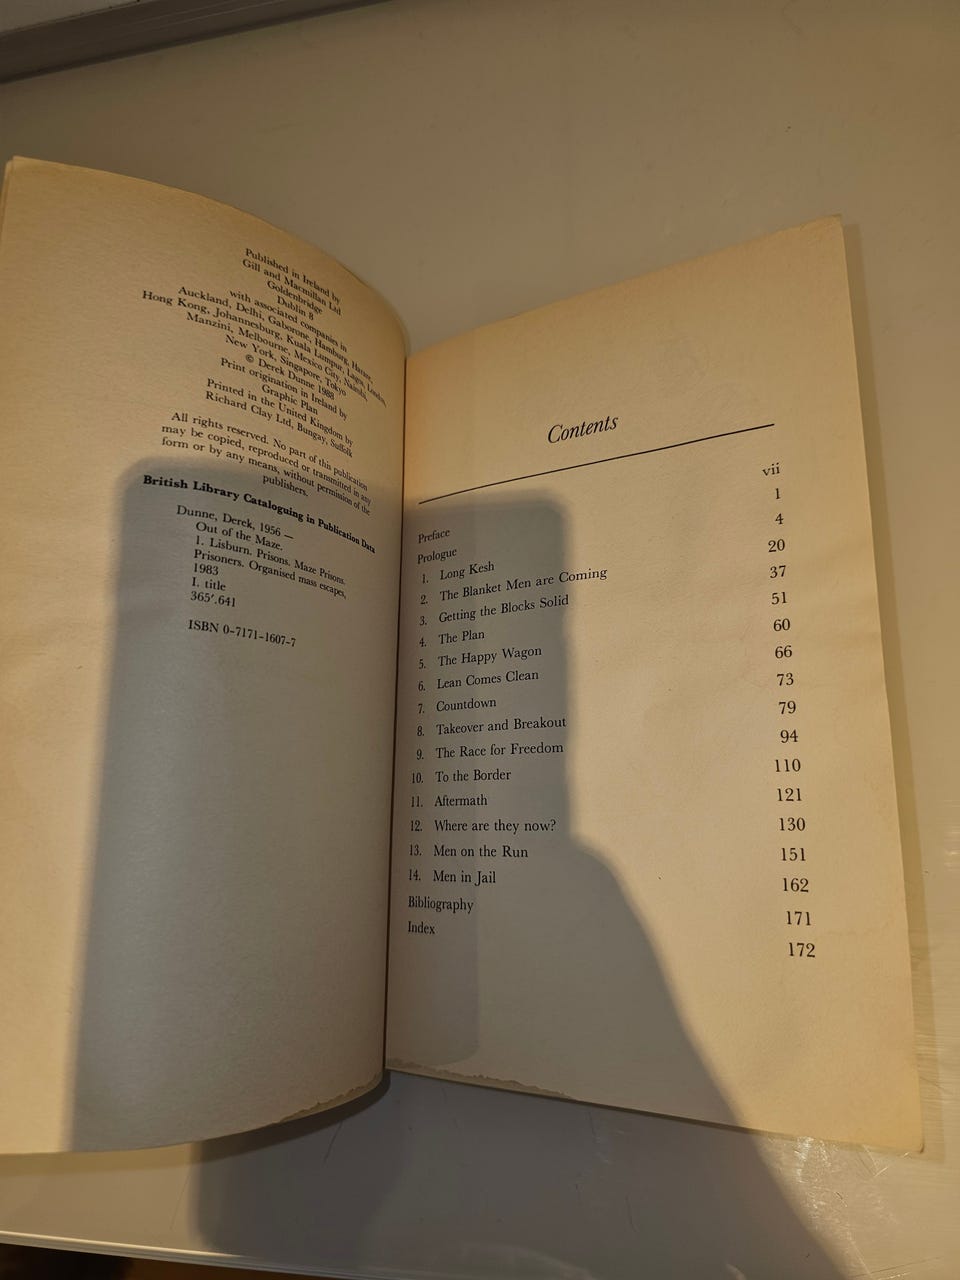 Published in Ireland by
Gill and Macmillan Ltd
Goldenbridge
Dublin 8
with associated companies in
Auckland, Delhi, Gaborone, Hamburg, Harare,
Hong Kong, Johannesburg, Kuala Lumpur, Lagos, London,
Manzini, Melbourne, Mexico City, Nairobi,
New York, Singapore, Tokyo
© Derek Dunne 1988
Print origination in Ireland by
Graphic Plan
Printed in the United Kingdom by
Richard Clay Ltd, Bungay, Suffolk
All rights reserved. No part of this publication
may be copied, reproduced or transmitted in any
form or by any means, without permission of the
publishers.
British Library Cataloguing in Publication Data
Dunne, Derek, 1956 —
Out of the Maze.
1. Lisburn. Prisons. Maze Prisons.
Prisoners. Organised mass escapes,
1983
I. title
365'.641
ISBN 0-7171-1607-7
Contents
Preface vii
Prologue 1
1. Long Kesh 4
2. The Blanket Men are Coming 20
3. Getting the Blocks Solid 37
4. The Plan 51
5. The Happy Wagon 60
6. Lean Comes Clean 66
7. Countdown 73
8. Takeover and Breakout 79
9. The Race for Freedom 94
10. To the Border 110
11. Aftermath 121
12. Where are they now? 130
13. Men on the Run 151
14. Men in Jail 162
Bibliography 171
Index 172